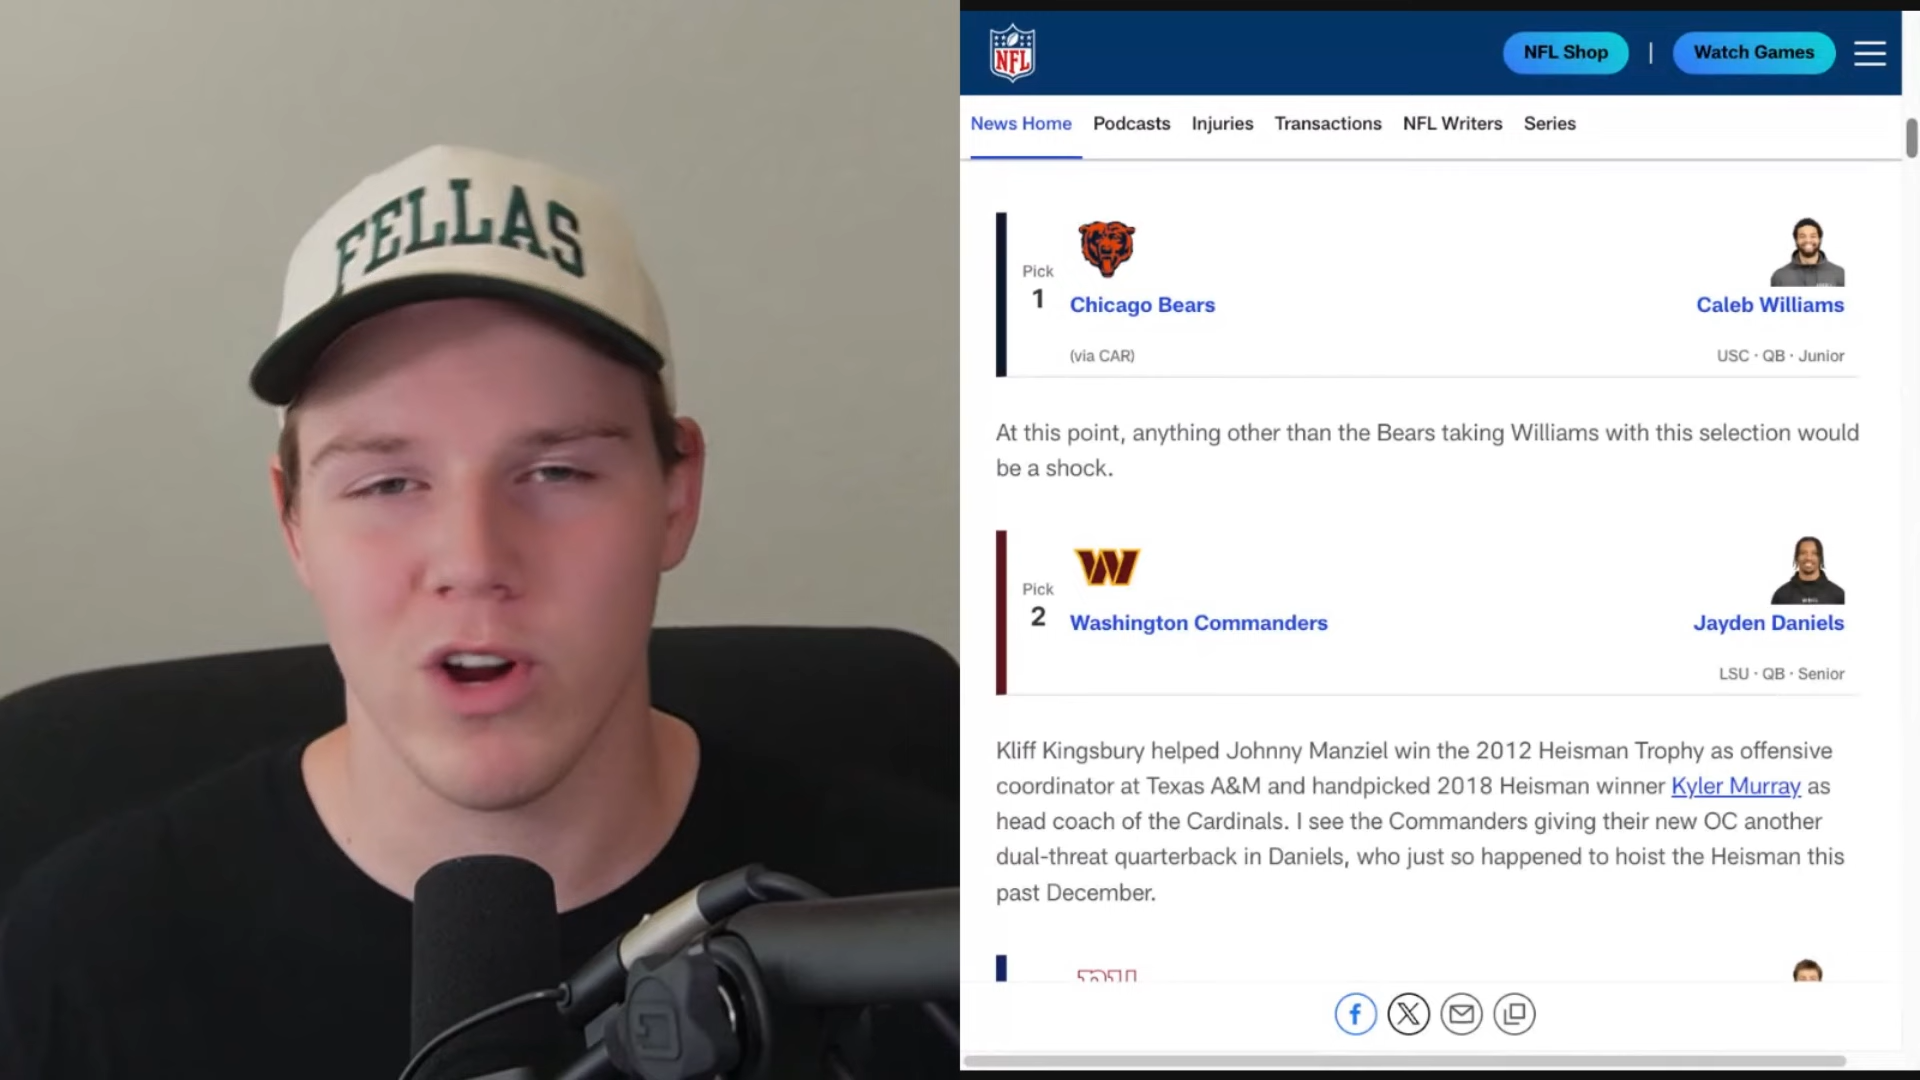 FELLAS
NFL
NFL Shop
|
Watch Games
News Home
Podcasts
Injuries
Transactions
NFL Writers
Series
Pick
1
Chicago Bears
(via CAR)
Caleb Williams
USC · QB · Junior
At this point, anything other than the Bears taking Williams with this selection would
be a shock.
Pick
2
W
Washington Commanders
Jayden Daniels
LSU · QB · Senior
Kliff Kingsbury helped Johnny Manziel win the 2012 Heisman Trophy as offensive
coordinator at Texas A&M and handpicked 2018 Heisman winner Kyler Murray as
head coach of the Cardinals. I see the Commanders giving their new OC another
dual-threat quarterback in Daniels, who just so happened to hoist the Heisman this
past December.